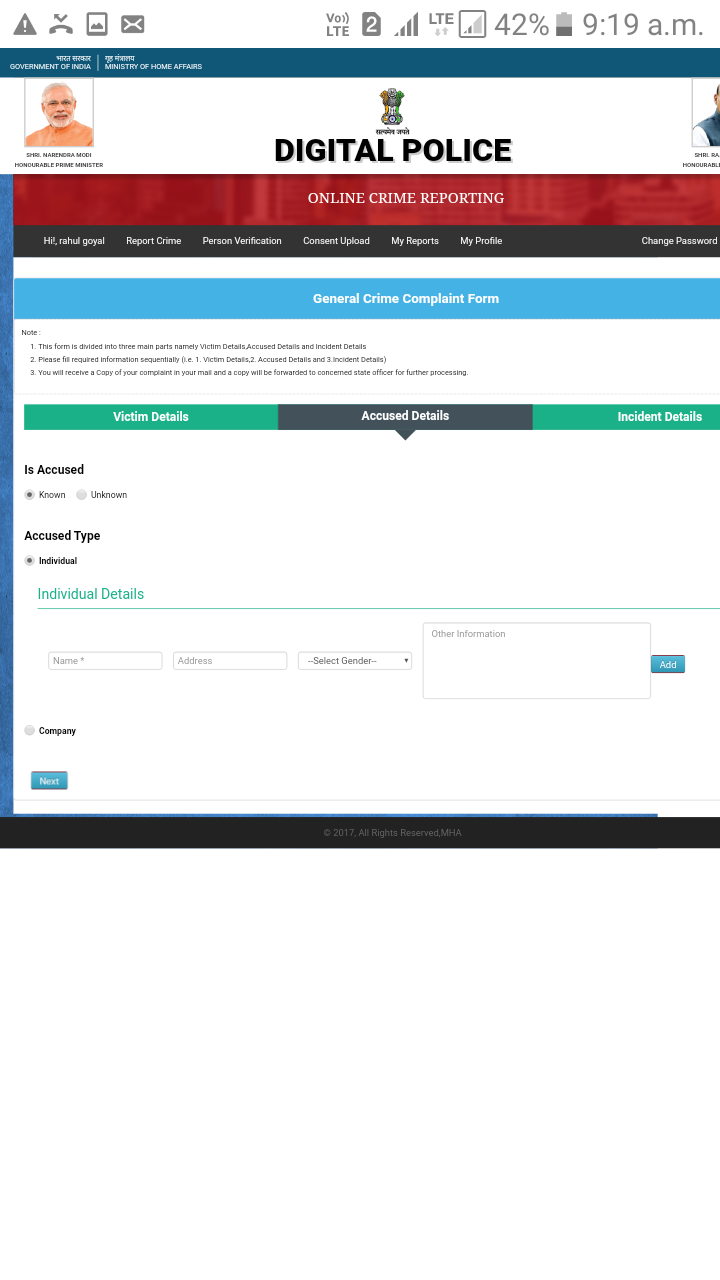 Vo)) LTE 2 LTE 42% 9:19 a.m.
भारत सरकार गृह मंत्रालय
GOVERNMENT OF INDIA MINISTRY OF HOME AFFAIRS
सत्यमेव जयते
DIGITAL POLICE
SHRI. NARENDRA MODI
HONOURABLE PRIME MINISTER
SHRI. RA
HONOURABL
ONLINE CRIME REPORTING
Hi!, rahul goyal Report Crime Person Verification Consent Upload My Reports My Profile Change Password
General Crime Complaint Form
Note :
1. This form is divided into three main parts namely Victim Details,Accused Details and Incident Details
2. Please fill required information sequentially (i.e. 1. Victim Details,2. Accused Details and 3.Incident Details)
3. You will receive a Copy of your complaint in your mail and a copy will be forwarded to concerned state officer for further processing.
Victim Details Accused Details Incident Details
Is Accused
Known Unknown
Accused Type
Individual
Individual Details
Name * Address --Select Gender-- Other Information Add
Company
Next
© 2017, All Rights Reserved,MHA